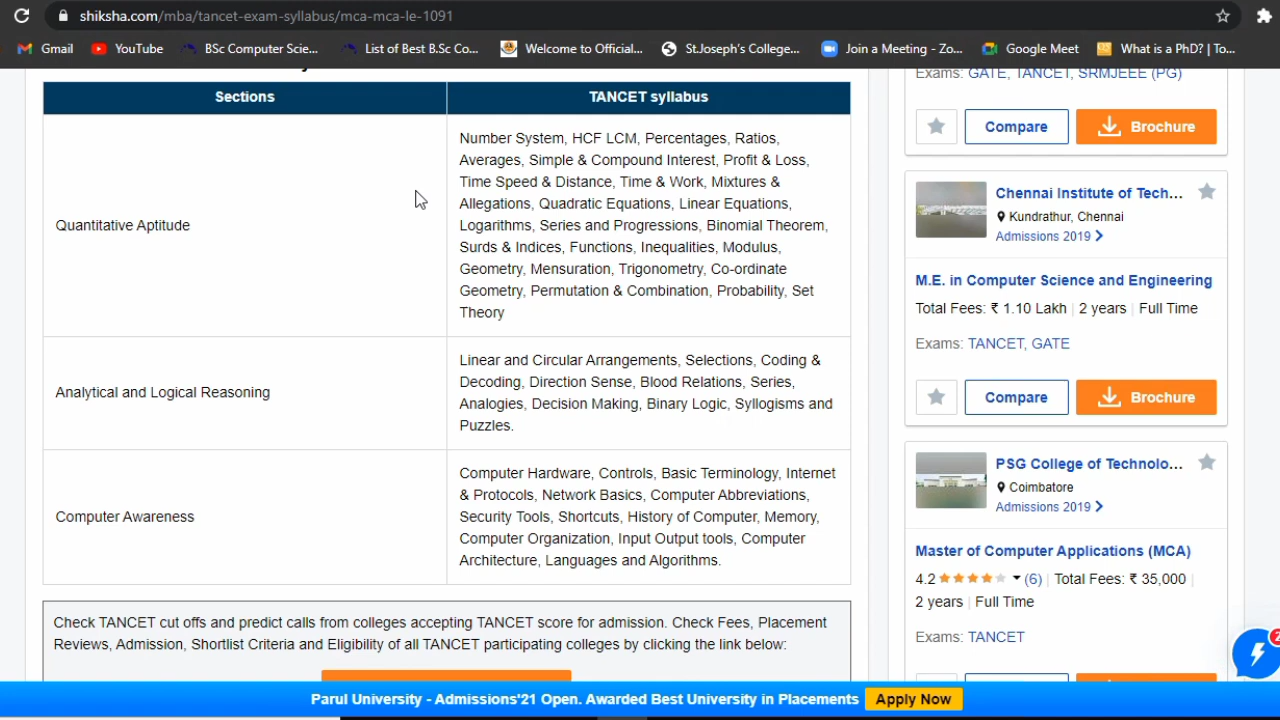 shiksha.com/mba/tancet-exam-syllabus/mca-mca-le-1091
Gmail
YouTube
BSc Computer Scie...
List of Best B.Sc Co...
Welcome to Official...
St.Joseph's College...
Join a Meeting - Zo...
Google Meet
What is a PhD? | To...
Sections
TANCET syllabus
Quantitative Aptitude
Number System, HCF LCM, Percentages, Ratios,
Averages, Simple & Compound Interest, Profit & Loss,
Time Speed & Distance, Time & Work, Mixtures &
Allegations, Quadratic Equations, Linear Equations,
Logarithms, Series and Progressions, Binomial Theorem,
Surds & Indices, Functions, Inequalities, Modulus,
Geometry, Mensuration, Trigonometry, Co-ordinate
Geometry, Permutation & Combination, Probability, Set
Theory
Analytical and Logical Reasoning
Linear and Circular Arrangements, Selections, Coding &
Decoding, Direction Sense, Blood Relations, Series,
Analogies, Decision Making, Binary Logic, Syllogisms and
Puzzles.
Computer Awareness
Computer Hardware, Controls, Basic Terminology, Internet
& Protocols, Network Basics, Computer Abbreviations,
Security Tools, Shortcuts, History of Computer, Memory,
Computer Organization, Input Output tools, Computer
Architecture, Languages and Algorithms.
Check TANCET cut offs and predict calls from colleges accepting TANCET score for admission. Check Fees, Placement
Reviews, Admission, Shortlist Criteria and Eligibility of all TANCET participating colleges by clicking the link below:
Exams: GATE, TANCET, SRMJEEE (PG)
Compare
Brochure
Chennai Institute of Tech...
Kundrathur, Chennai
Admissions 2019
M.E. in Computer Science and Engineering
Total Fees: ₹ 1.10 Lakh | 2 years | Full Time
Exams: TANCET, GATE
Compare
Brochure
PSG College of Technolo...
Coimbatore
Admissions 2019
Master of Computer Applications (MCA)
4.2 (6) | Total Fees: ₹ 35,000 |
2 years | Full Time
Exams: TANCET
2
Parul University - Admissions'21 Open. Awarded Best University in Placements
Apply Now